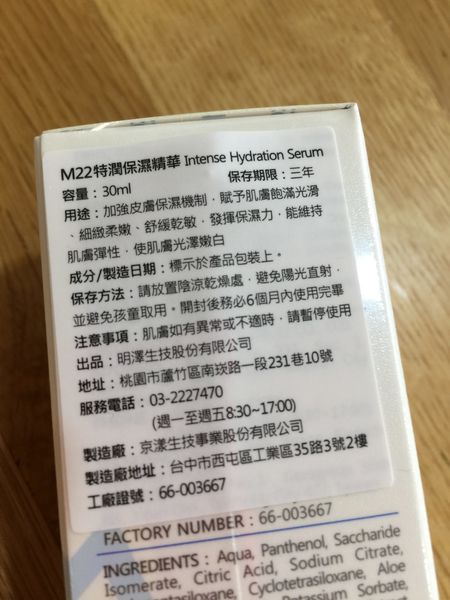 M22特潤保濕精華 Intense Hydration Serum
容量：30ml 保存期限：三年
用途：加強皮膚保濕機制，賦予肌膚飽滿光滑
、細緻柔嫩、舒緩乾敏，發揮保濕力，能維持
肌膚彈性，使肌膚光澤嫩白
成分/製造日期：標示於產品包裝上。
保存方法：請放置陰涼乾燥處，避免陽光直射，
並避免孩童取用。開封後務必6個月內使用完畢
注意事項：肌膚如有異常或不適時，請暫停使用
出品：明澤生技股份有限公司
地址：桃園市蘆竹區南崁路一段231巷10號
服務電話：03-2227470
(週一至週五8:30~17:00)
製造廠：京漾生技事業股份有限公司
製造廠地址：台中市西屯區工業區35路3號2樓
工廠證號：66-003667
FACTORY NUMBER : 66-003667
INGREDIENTS : Aqua, Panthenol, Saccharide
Isomerate, Citric Acid, Sodium Citrate,
Cyclotetrasiloxane, Aloe
Potassium Sorbate,